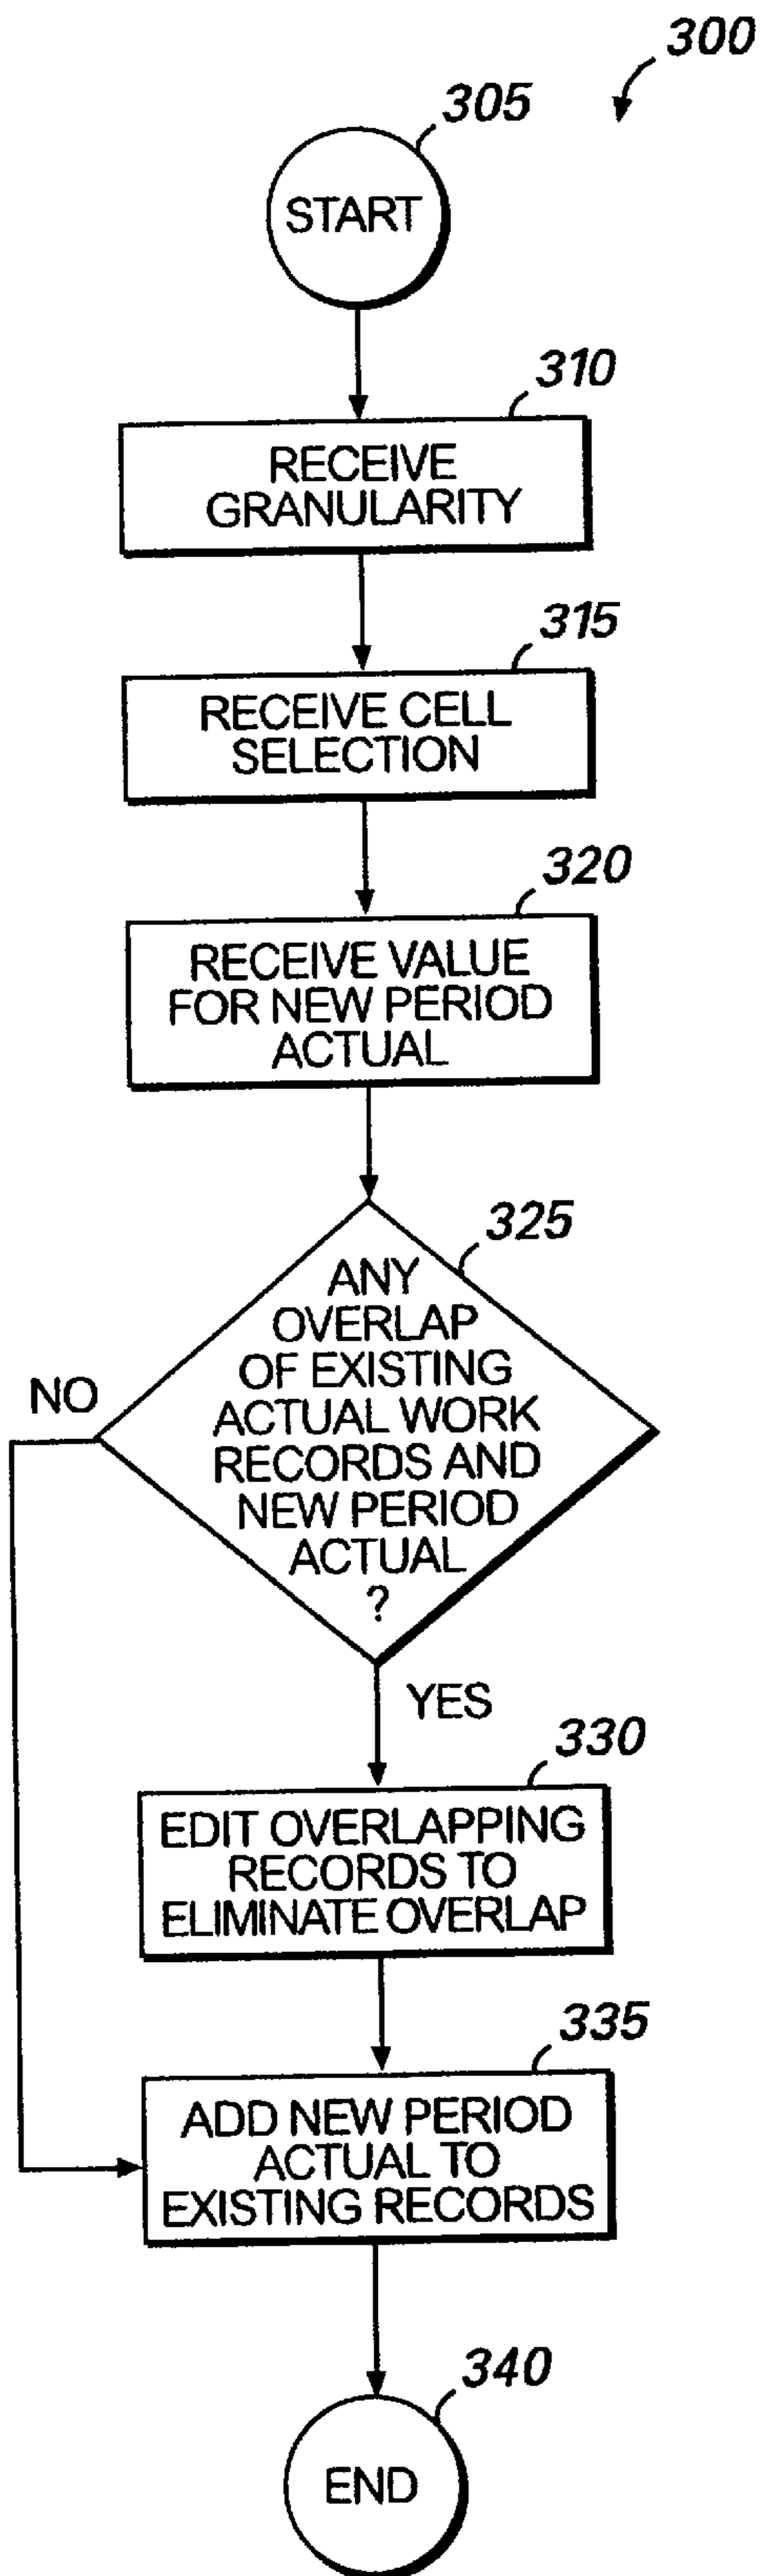 300
305
START
310
RECEIVE
GRANULARITY
315
RECEIVE CELL
SELECTION
320
RECEIVE VALUE
FOR NEW PERIOD
ACTUAL
325
ANY
OVERLAP
OF EXISTING
ACTUAL WORK
RECORDS AND
NEW PERIOD
ACTUAL
?
NO
YES
330
EDIT OVERLAPPING
RECORDS TO
ELIMINATE OVERLAP
335
ADD NEW PERIOD
ACTUAL TO
EXISTING RECORDS
340
END